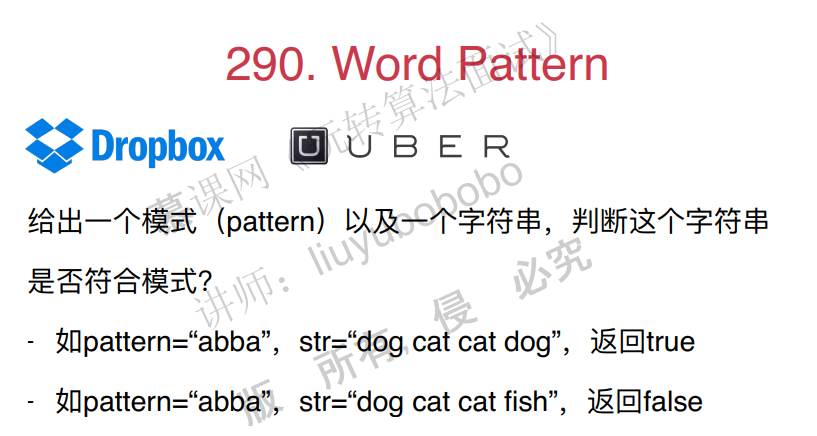 290. Word Pattern
Dropbox UBER
给出一个模式（pattern）以及一个字符串，判断这个字符串
是否符合模式？
- 如pattern=“abba”，str=“dog cat cat dog”，返回true
- 如pattern=“abba”，str=“dog cat cat fish”，返回false
慕课网《玩转算法面试》
讲师：liuyubobobo
版 所有，侵 必究